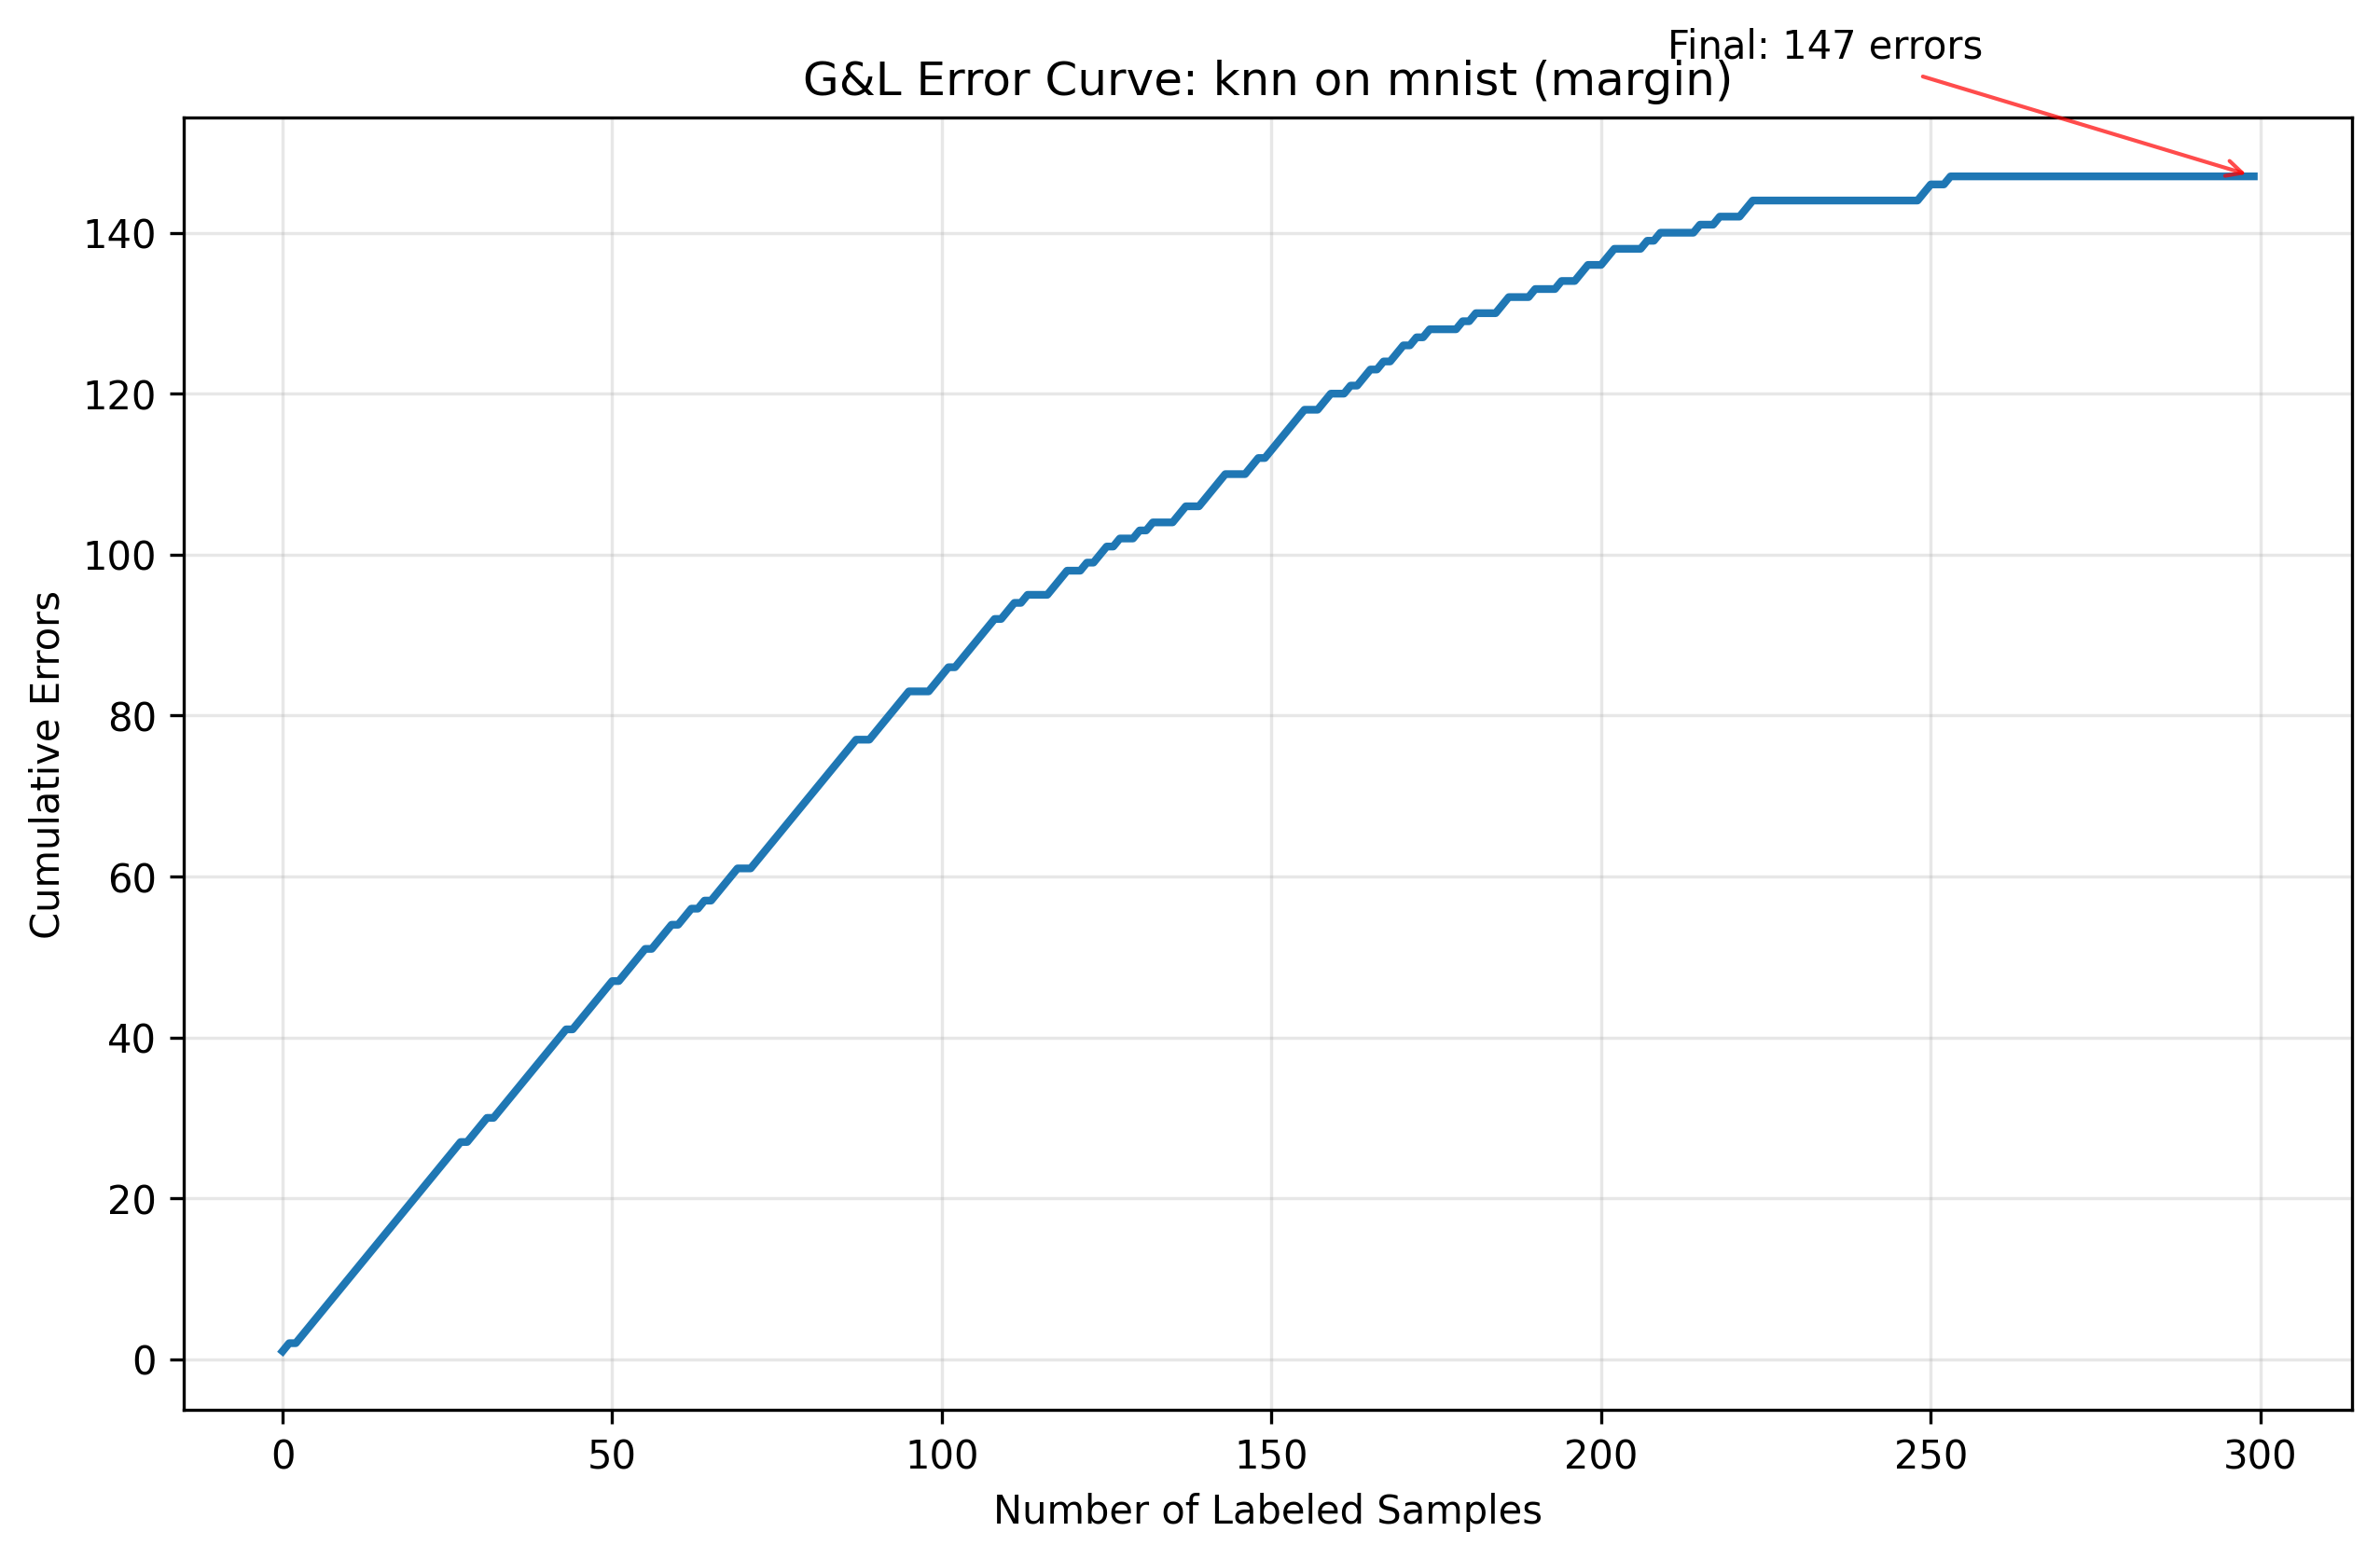 Final: 147 errors
G&L Error Curve: knn on mnist (margin)
Cumulative Errors
140
120
100
80
60
40
20
0
0 50 100 150 200 250 300
Number of Labeled Samples